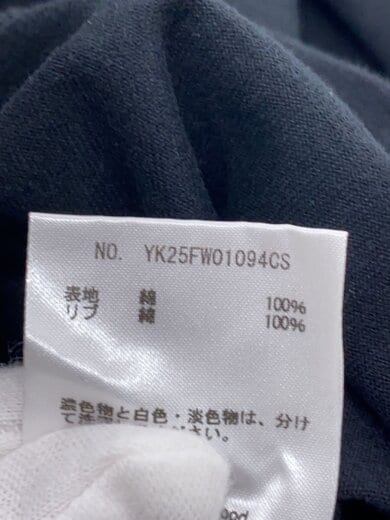 NO. YK25FW01094CS
表地 綿 100%
リブ 綿 100%
濃色物と白色・淡色物は、分け